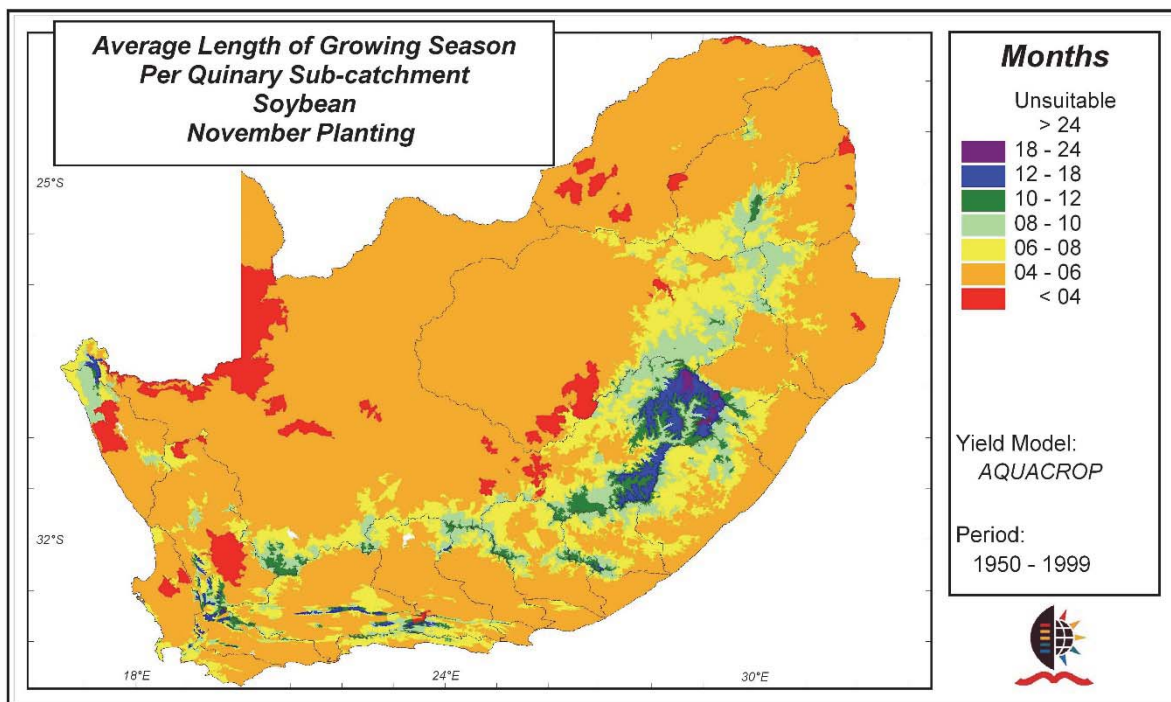 Average Length of Growing Season
Per Quinary Sub-catchment
Soybean
November Planting
25°S
32°S
18°E
24°E
30°E
Months
Unsuitable
> 24
18 - 24
12 - 18
10 - 12
08 - 10
06 - 08
04 - 06
< 04
Yield Model:
AQUACROP
Period:
1950 - 1999